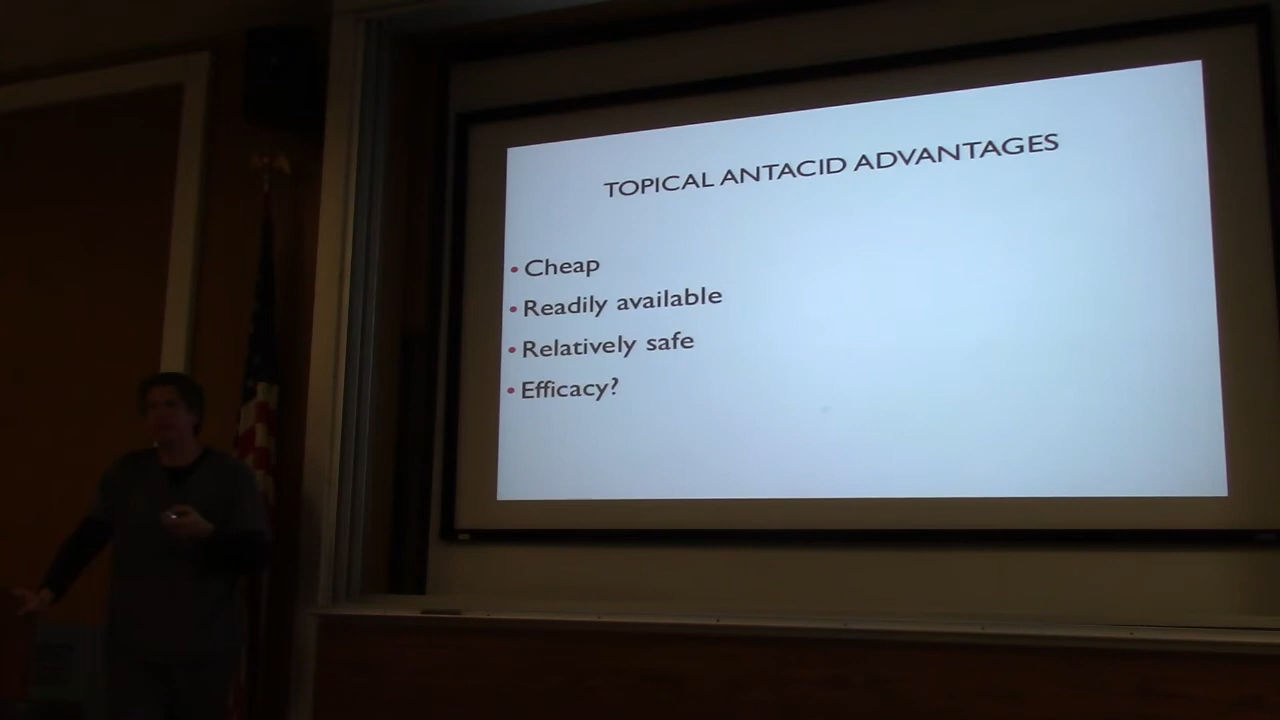 TOPICAL ANTACID ADVANTAGES
• Cheap
• Readily available
• Relatively safe
• Efficacy?